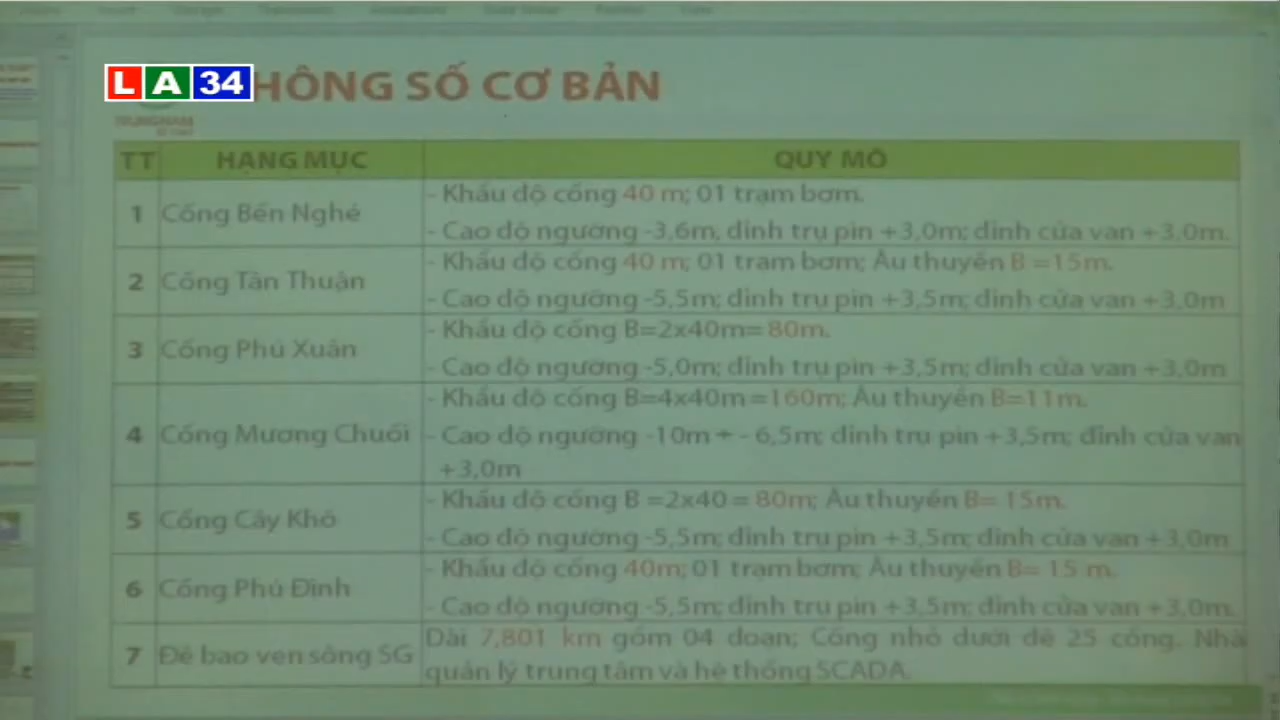 LA34
HÔNG SỐ CƠ BẢN
TRUNGNAM
TT HẠNG MỤC QUY MÔ
1 Cống Bến Nghé
- Khẩu độ cống 40 m; 01 trạm bơm.
- Cao độ ngưỡng -3,6m, đỉnh trụ pin +3,0m; đỉnh cửa van +3,0m.
2 Cống Tân Thuận
- Khẩu độ cống 40 m; 01 trạm bơm; Âu thuyền B =15m.
- Cao độ ngưỡng -5,5m; đỉnh trụ pin +3,5m; đỉnh cửa van +3,0m
3 Cống Phú Xuân
- Khẩu độ cống B=2x40m= 80m.
- Cao độ ngưỡng -5,0m; đỉnh trụ pin +3,5m; đỉnh cửa van +3,0m
4 Cống Mương Chuối
- Khẩu độ cống B=4x40m=160m; Âu thuyền B=11m.
- Cao độ ngưỡng -10m ÷ - 6,5m; đỉnh trụ pin +3,5m; đỉnh cửa van
+3,0m
5 Cống Cây Khô
- Khẩu độ cống B =2x40 = 80m; Âu thuyền B= 15m.
- Cao độ ngưỡng -5,5m; đỉnh trụ pin +3,5m; đỉnh cửa van +3,0m
6 Cống Phú Định
- Khẩu độ cống 40m; 01 trạm bơm; Âu thuyền B= 15 m.
- Cao độ ngưỡng -5,5m; đỉnh trụ pin +3,5m; đỉnh cửa van +3,0m.
7 Đê bao ven sông SG
Dài 7,801 km gồm 04 đoạn; Cống nhỏ dưới đê 25 cống. Nhà
quản lý trung tâm và hệ thống SCADA.